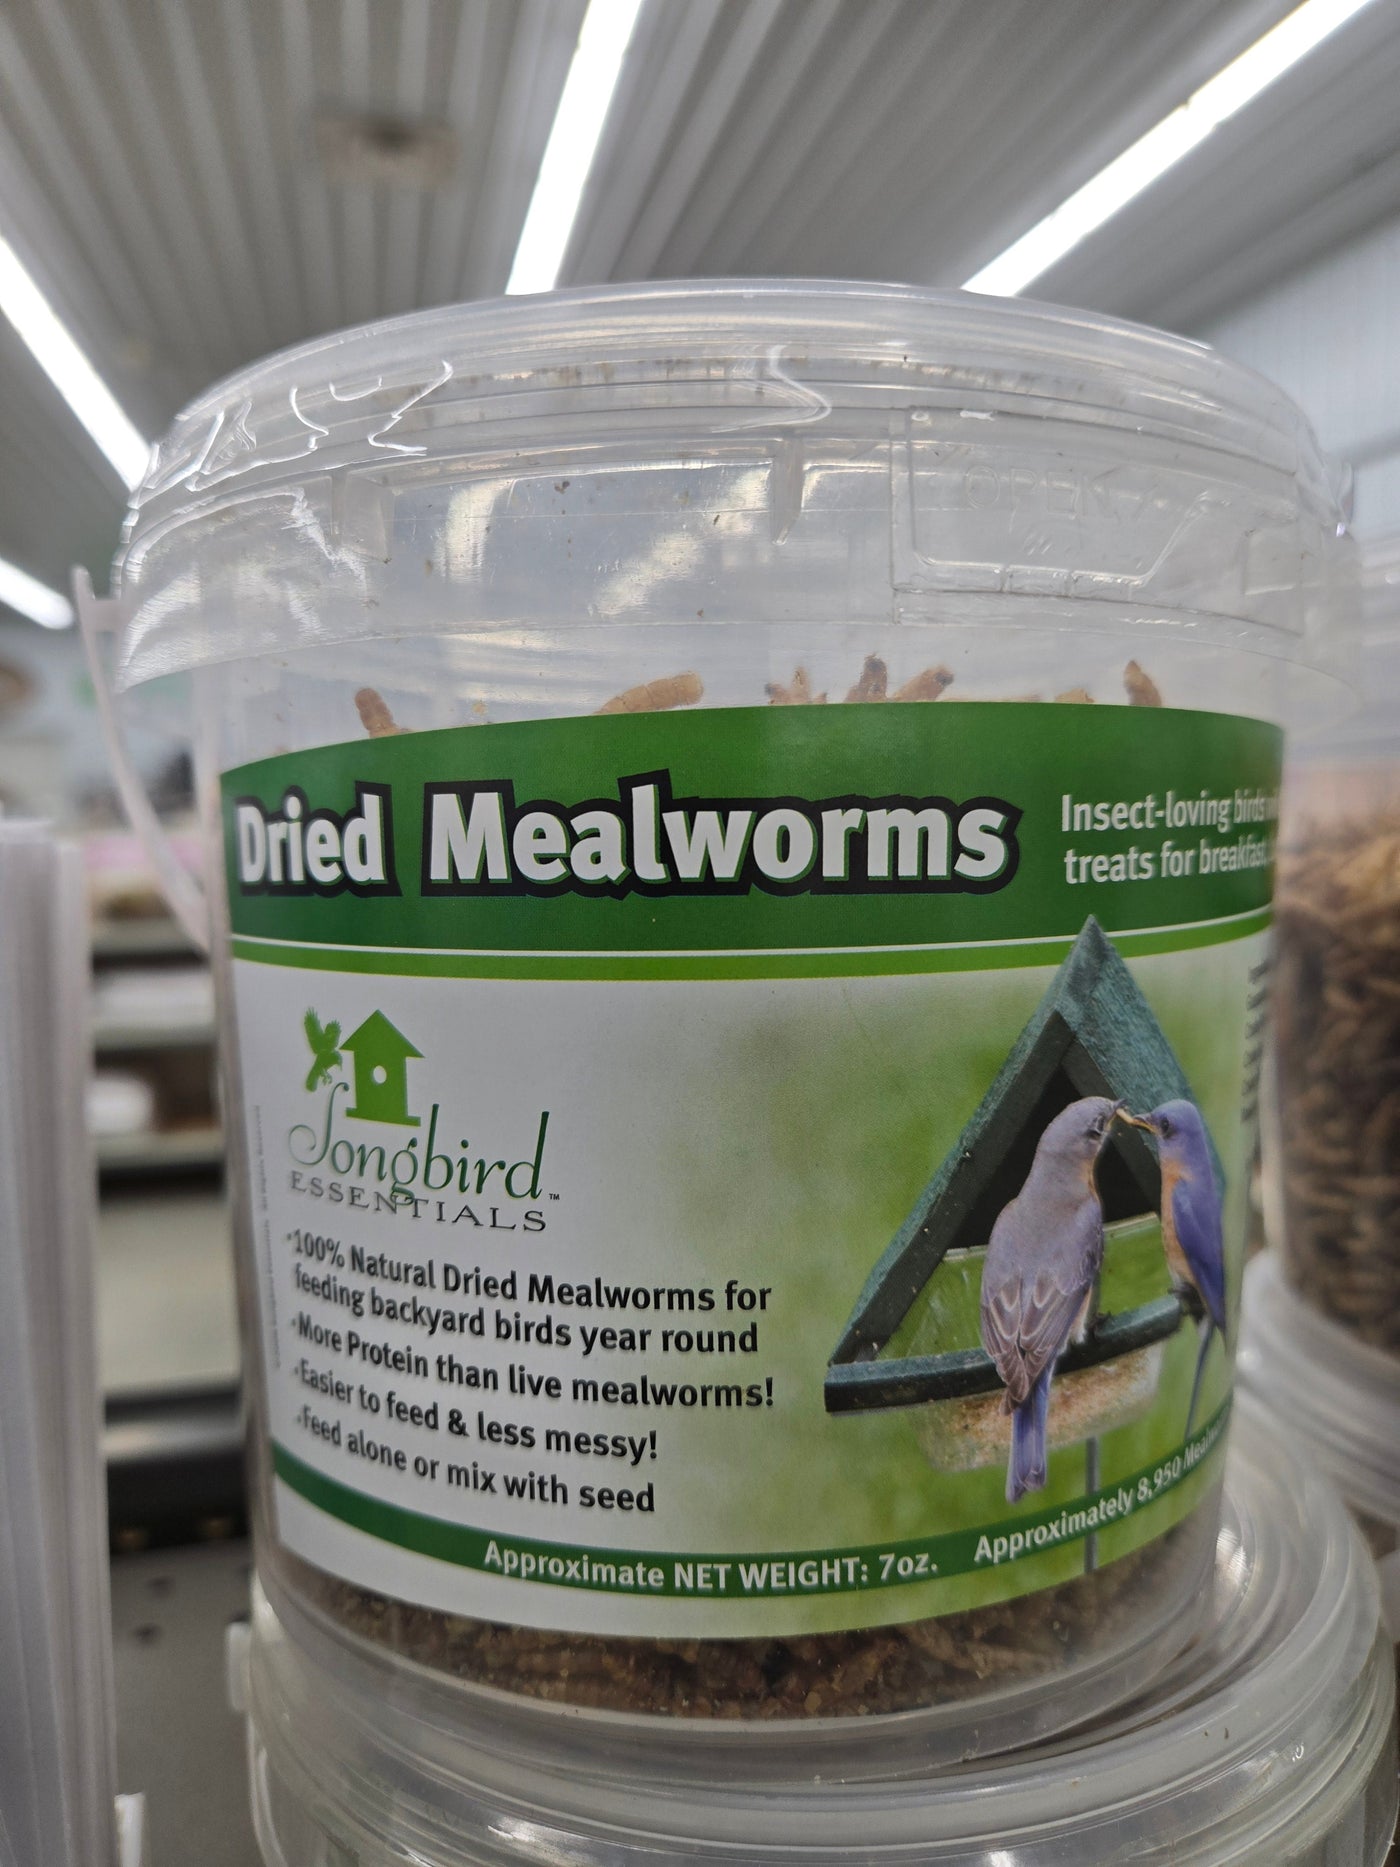 OPEN
Dried Mealworms
Insect-loving birds
treats for breakfast,
Songbird™
ESSENTIALS
·100% Natural Dried Mealworms for
feeding backyard birds year round
·More Protein than live mealworms!
·Easier to feed & less messy!
·Feed alone or mix with seed
Approximate NET WEIGHT: 7oz. Approximately 8,950